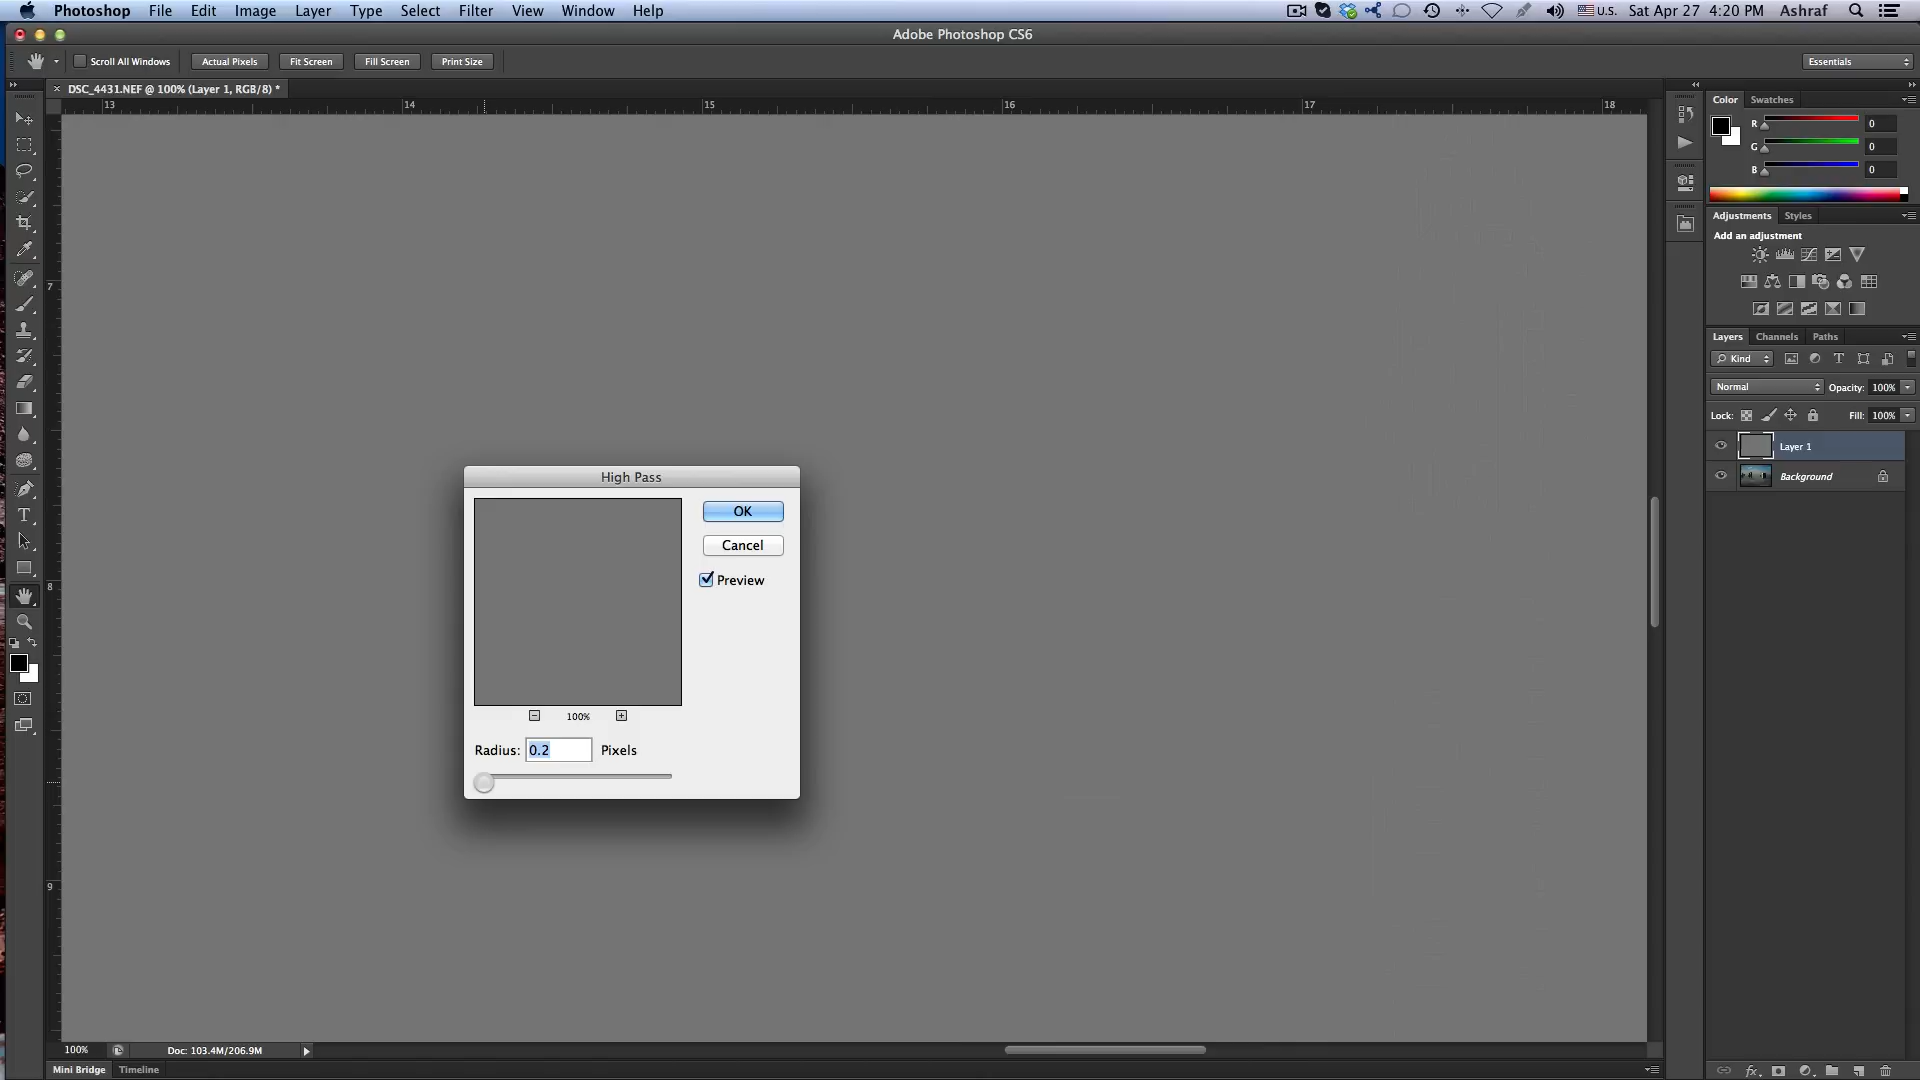 Photoshop File Edit Image Layer Type Select Filter View Window Help
U.S. Sat Apr 27 4:20 PM Ashraf
Adobe Photoshop CS6
Scroll All Windows Actual Pixels Fit Screen Fill Screen Print Size
Essentials
DSC_4431.NEF @ 100% (Layer 1, RGB/8) *
13 14 15 16 17 18
7
8
9
Color Swatches
R 0
G 0
B 0
Adjustments Styles
Add an adjustment
Layers Channels Paths
Kind
Normal Opacity: 100%
Lock: Fill: 100%
Layer 1
Background
High Pass
OK
Cancel
Preview
100%
Radius: 0.2 Pixels
100% Doc: 103.4M/206.9M
Mini Bridge Timeline